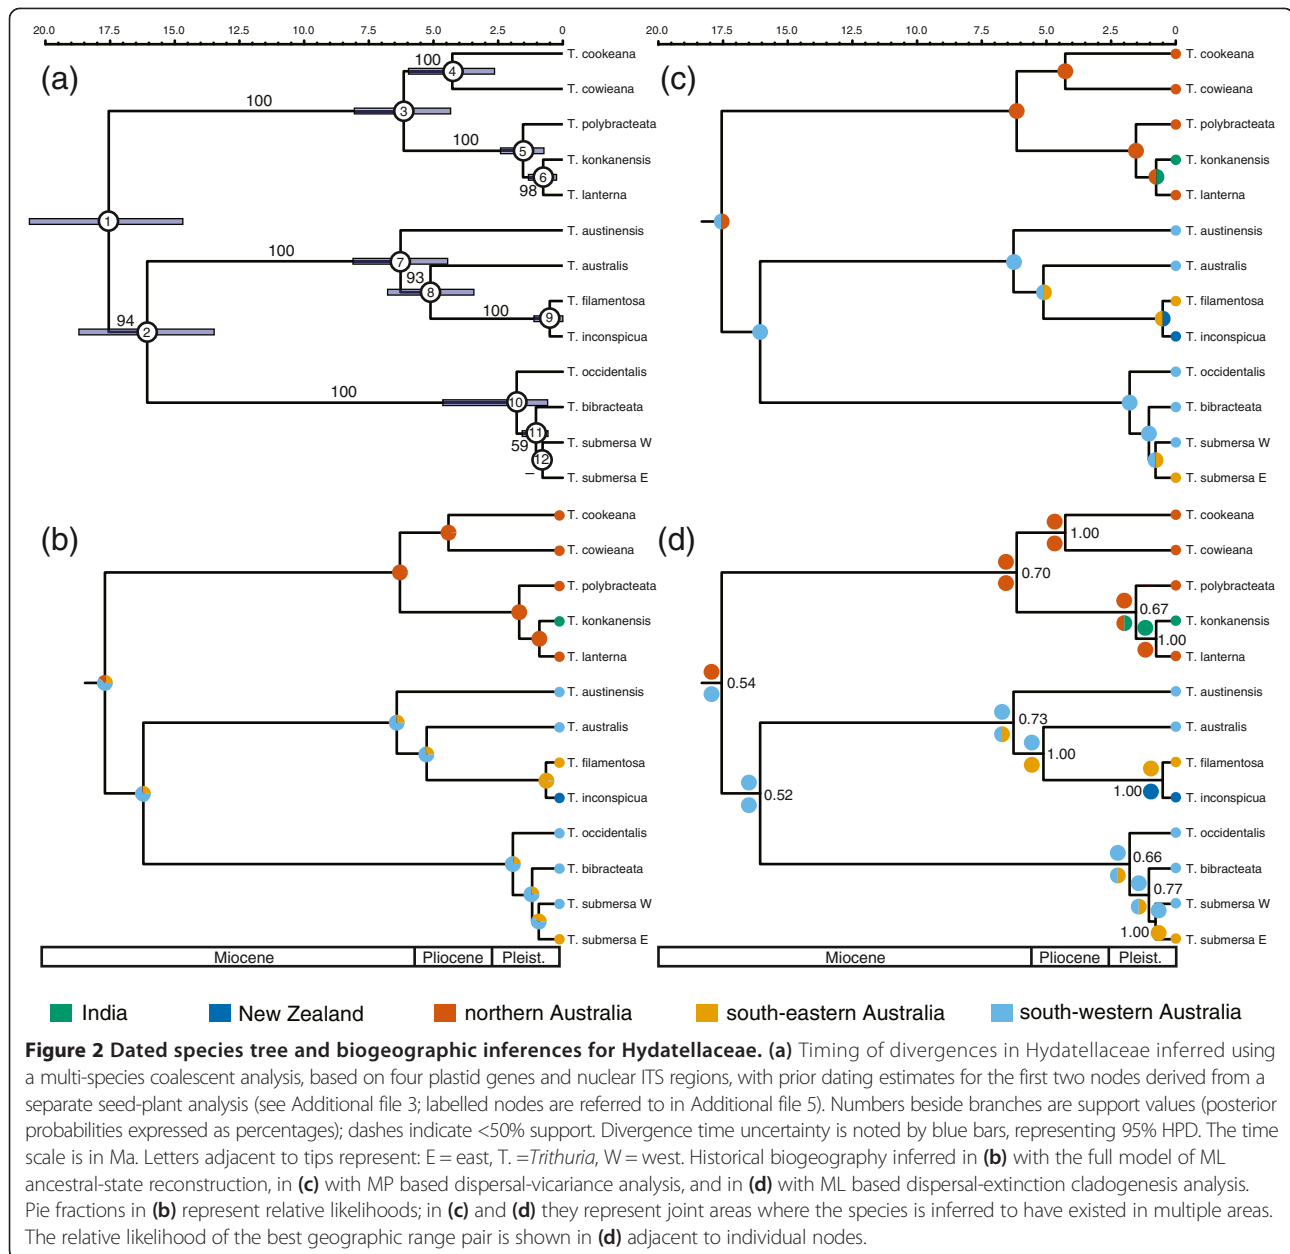 20.0 17.5 15.0 12.5 10.0 7.5 5.0 2.5 0
20.0 17.5 15.0 12.5 10.0 7.5 5.0 2.5 0
(a)
100
4
T. cookeana
T. cowieana
100
3
100
5
T. polybracteata
T. konkanensis
6
98
T. lanterna
1
T. austinensis
100
7
93
T. australis
8
100
T. filamentosa
9
T. inconspicua
94
2
T. occidentalis
100
10
T. bibracteata
11
59
T. submersa W
12
–
T. submersa E
(c)
T. cookeana
T. cowieana
T. polybracteata
T. konkanensis
T. lanterna
T. austinensis
T. australis
T. filamentosa
T. inconspicua
T. occidentalis
T. bibracteata
T. submersa W
T. submersa E
(b)
T. cookeana
T. cowieana
T. polybracteata
T. konkanensis
T. lanterna
T. austinensis
T. australis
T. filamentosa
T. inconspicua
T. occidentalis
T. bibracteata
T. submersa W
T. submersa E
Miocene Pliocene Pleist.
(d)
T. cookeana
1.00
T. cowieana
0.70
T. polybracteata
0.67
T. konkanensis
1.00
T. lanterna
0.54
T. austinensis
0.73
T. australis
1.00
T. filamentosa
1.00
T. inconspicua
0.52
T. occidentalis
0.66
T. bibracteata
0.77
T. submersa W
1.00
T. submersa E
Miocene Pliocene Pleist.
India New Zealand northern Australia south-eastern Australia south-western Australia
Figure 2 Dated species tree and biogeographic inferences for Hydatellaceae. (a) Timing of divergences in Hydatellaceae inferred using
a multi-species coalescent analysis, based on four plastid genes and nuclear ITS regions, with prior dating estimates for the first two nodes derived from a
separate seed-plant analysis (see Additional file 3; labelled nodes are referred to in Additional file 5). Numbers beside branches are support values (posterior
probabilities expressed as percentages); dashes indicate <50% support. Divergence time uncertainty is noted by blue bars, representing 95% HPD. The time
scale is in Ma. Letters adjacent to tips represent: E = east, T. =Trithuria, W = west. Historical biogeography inferred in (b) with the full model of ML
ancestral-state reconstruction, in (c) with MP based dispersal-vicariance analysis, and in (d) with ML based dispersal-extinction cladogenesis analysis.
Pie fractions in (b) represent relative likelihoods; in (c) and (d) they represent joint areas where the species is inferred to have existed in multiple areas.
The relative likelihood of the best geographic range pair is shown in (d) adjacent to individual nodes.